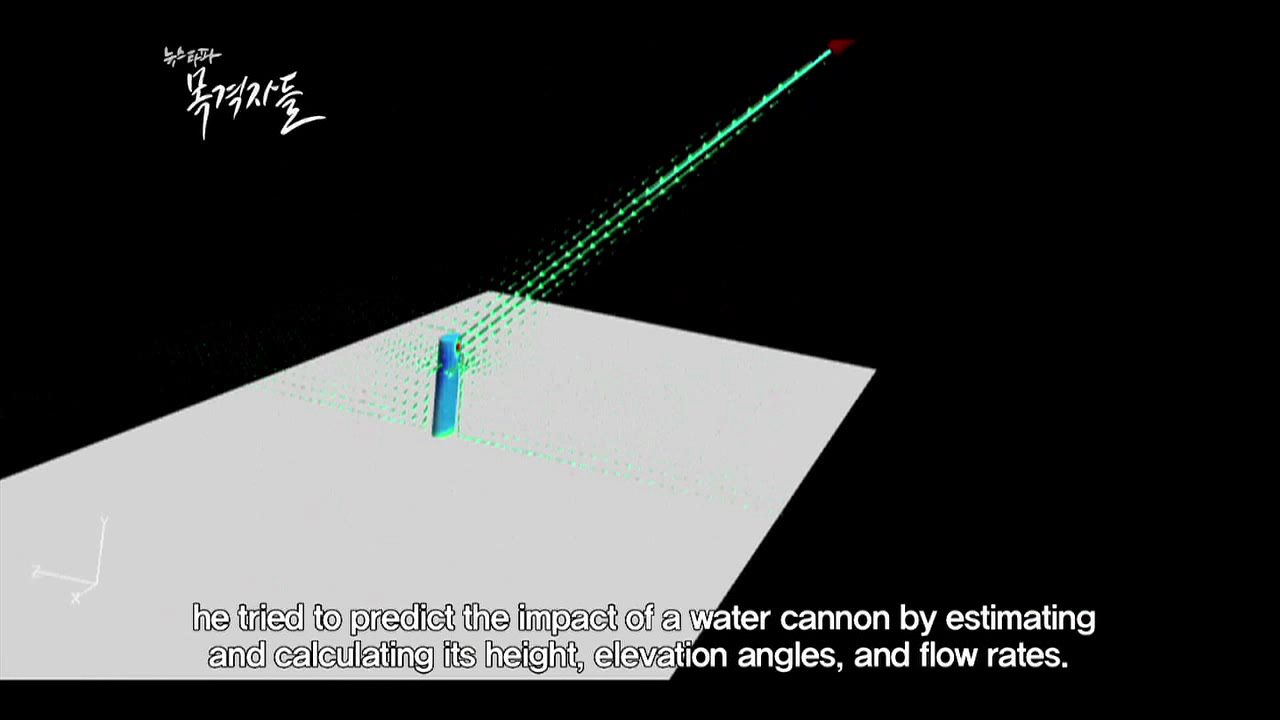 뉴스타파
목격자들
Y
Z
X
he tried to predict the impact of a water cannon by estimating
and calculating its height, elevation angles, and flow rates.